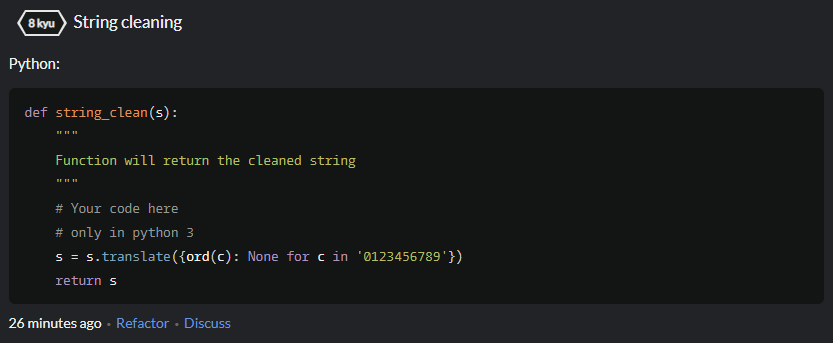 8 kyu String cleaning
Python:
def string_clean(s):
"""
Function will return the cleaned string
"""
# Your code here
# only in python 3
s = s.translate({ord(c): None for c in '0123456789'})
return s
26 minutes ago • Refactor • Discuss